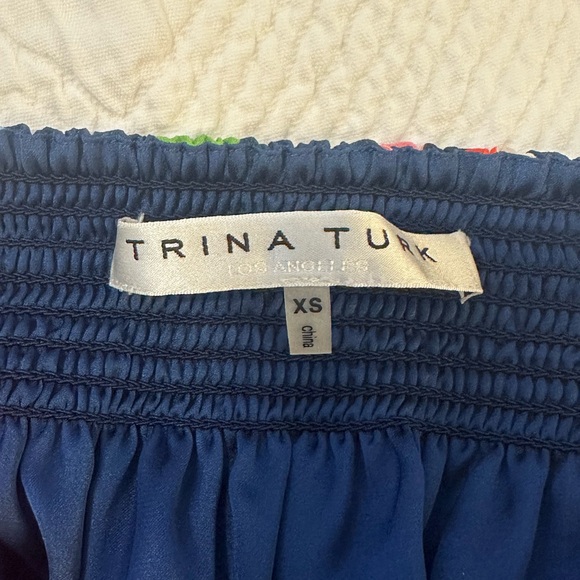 TRINA TURK
LOS ANGELES
XS
china